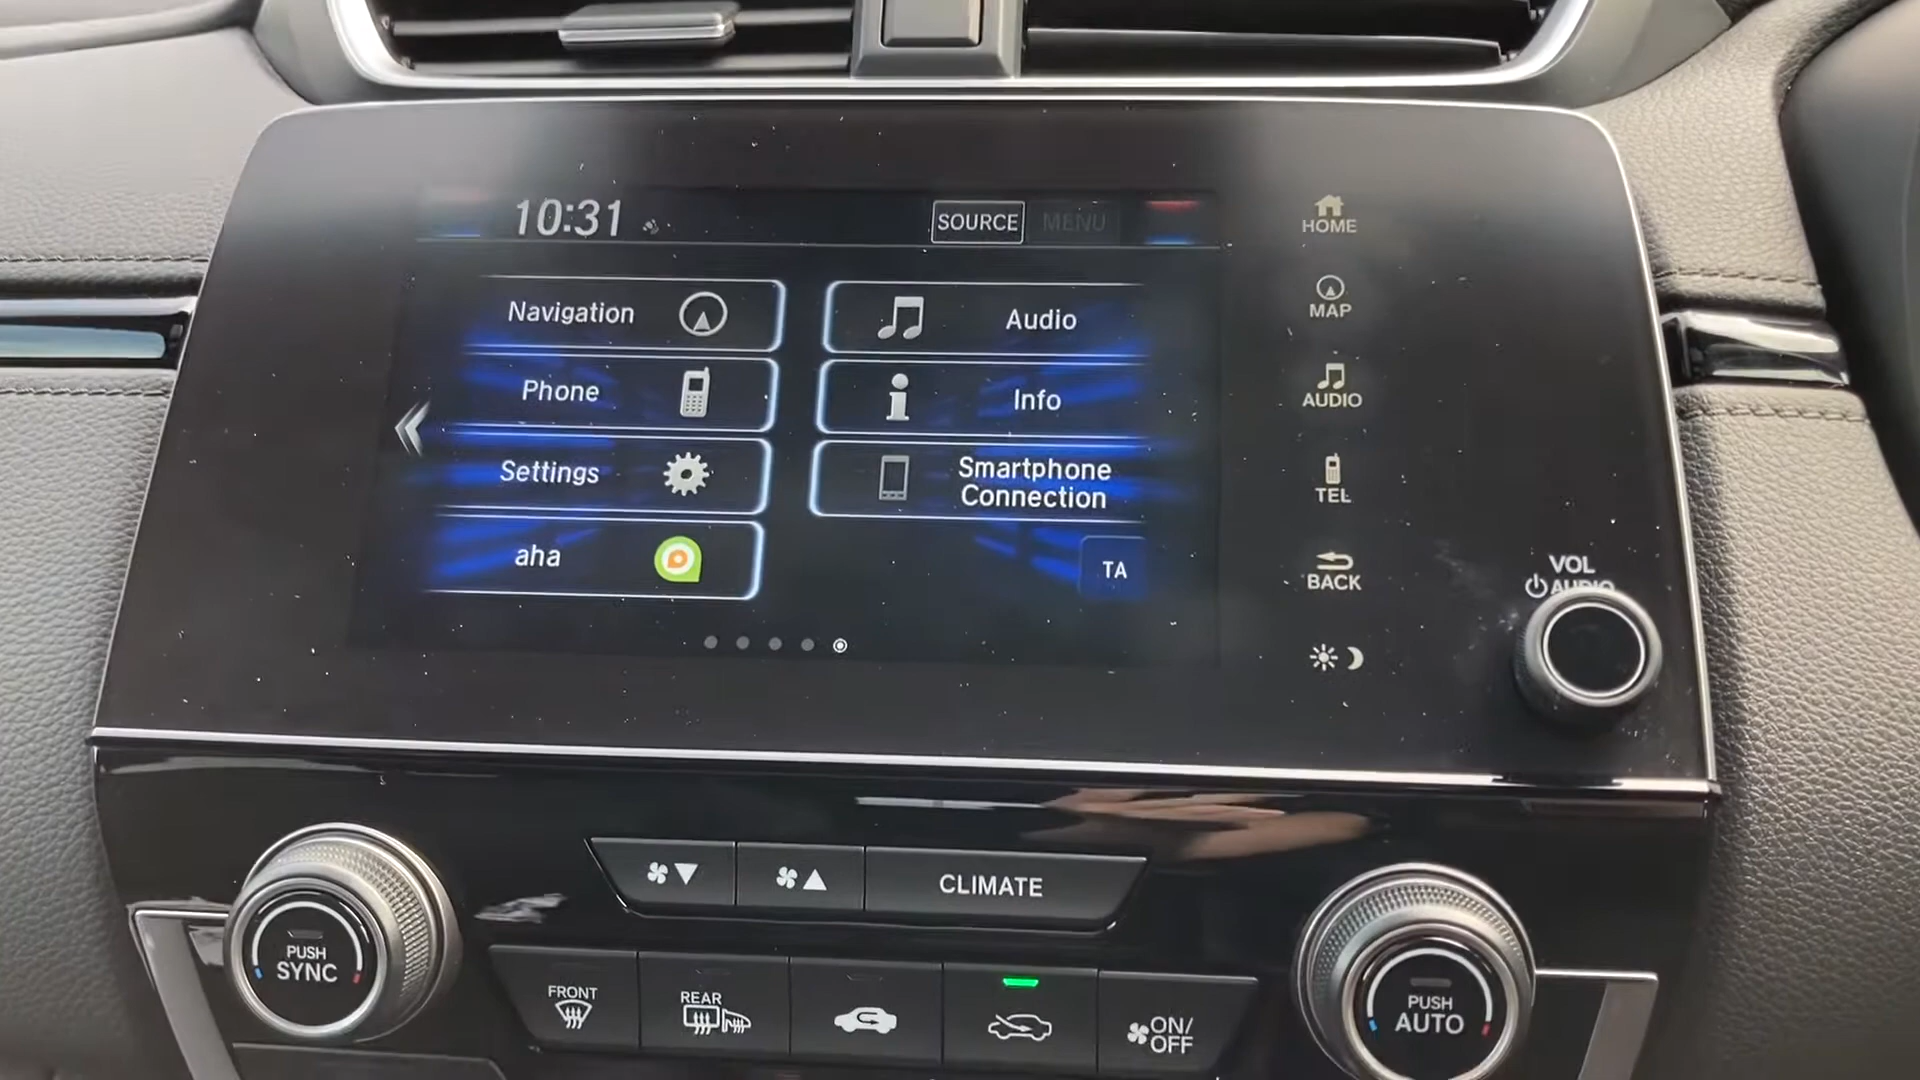 10:31
SOURCE
MENU
HOME
Navigation
Audio
MAP
Phone
Info
AUDIO
Settings
Smartphone
Connection
TEL
aha
TA
BACK
VOL
AUDIO
CLIMATE
PUSH
SYNC
FRONT
REAR
ON/
OFF
PUSH
AUTO